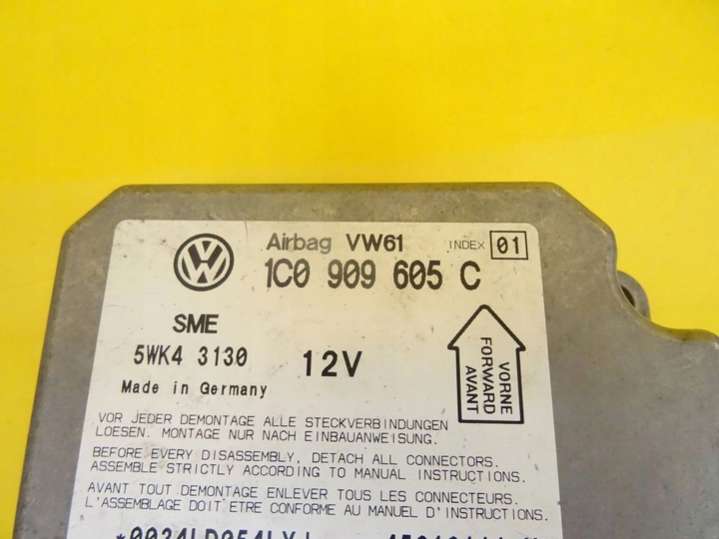 Airbag VW61 INDEX 01
1C0 909 605 C
SME
5WK4 3130 12V
Made in Germany
VORNE
FORWARD
AVANT
VOR JEDER DEMONTAGE ALLE STECKVERBINDUNGEN
LOESEN. MONTAGE NUR NACH EINBAUANWEISUNG.
BEFORE EVERY DISASSEMBLY, DETACH ALL CONNECTORS.
ASSEMBLE STRICTLY ACCORDING TO MANUAL INSTRUCTIONS.
AVANT TOUT DEMONTAGE ENLEVER TOUS LES CONNECTEURS.
L'ASSEMBLAGE DOIT ETRE CONFORME AU MANUEL D'INSTRUCTIONS.